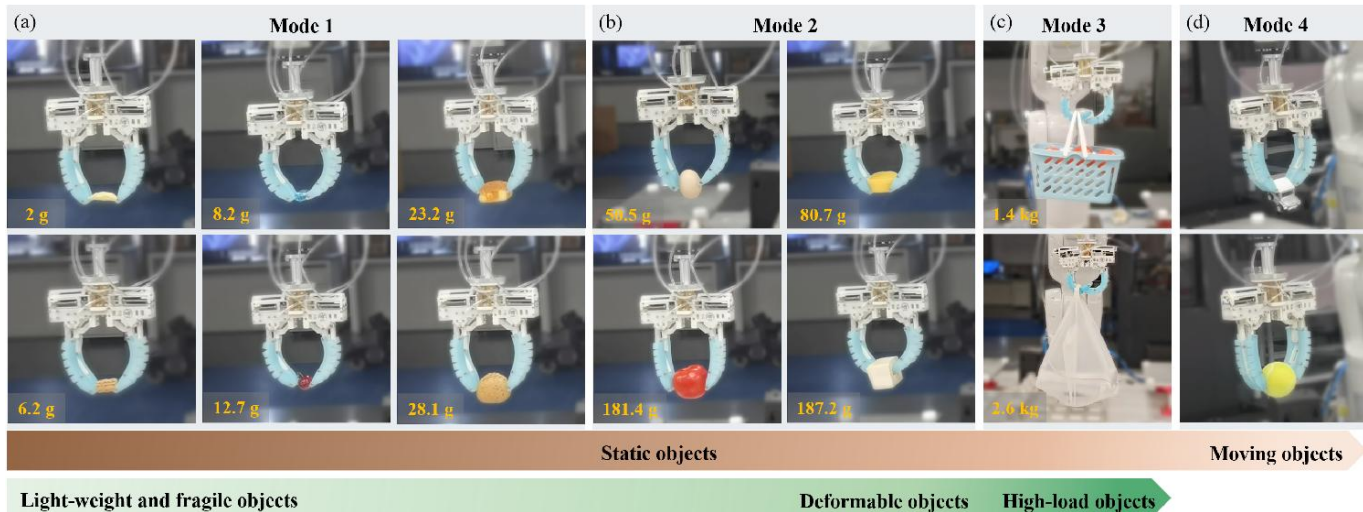 (a)
Mode 1
(b)
Mode 2
(c)
Mode 3
(d)
Mode 4
2 g
8.2 g
23.2 g
80.7 g
1.4 kg
6.2 g
12.7 g
28.1 g
181.4 g
187.2 g
2.6 kg
Static objects
Moving objects
Light-weight and fragile objects
Deformable objects
High-load objects